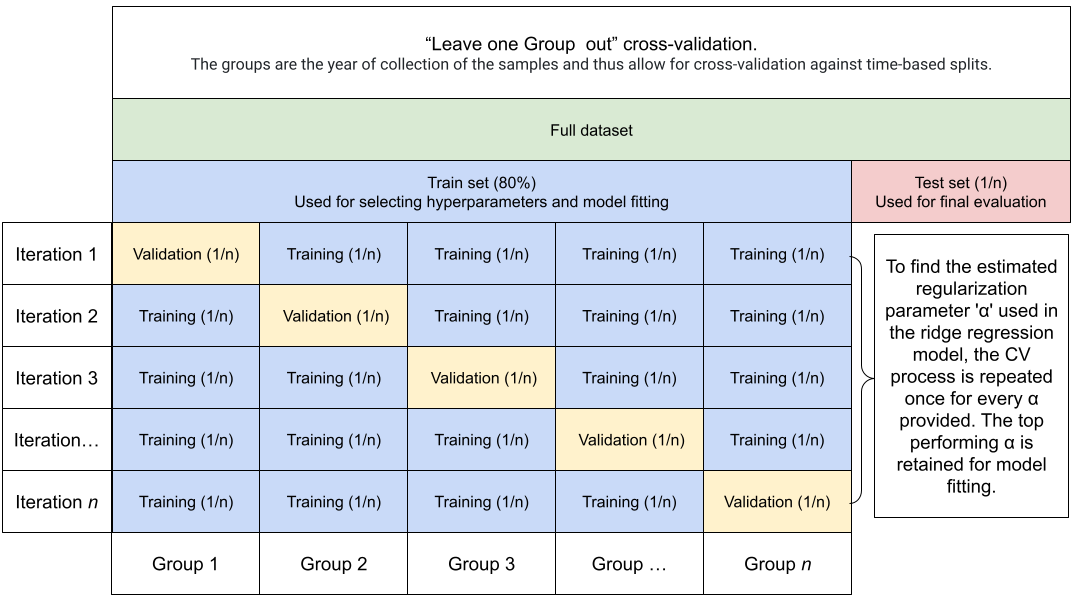 “Leave one Group  out” cross-validation.
The groups are the year of collection of the samples and thus allow for cross-validation against time-based splits.
Full dataset
Train set (80%)
Used for selecting hyperparameters and model fitting
Test set (1/n)
Used for final evaluation
Iteration 1
Validation (1/n)
Training (1/n)
Training (1/n)
Training (1/n)
Training (1/n)
Iteration 2
Training (1/n)
Validation (1/n)
Training (1/n)
Training (1/n)
Training (1/n)
Iteration 3
Training (1/n)
Training (1/n)
Validation (1/n)
Training (1/n)
Training (1/n)
Iteration…
Training (1/n)
Training (1/n)
Training (1/n)
Validation (1/n)
Training (1/n)
Iteration n
Training (1/n)
Training (1/n)
Training (1/n)
Training (1/n)
Validation (1/n)
Group 1
Group 2
Group 3
Group …
Group n
To find the estimated
regularization
parameter 'α' used in
the ridge regression
model, the CV
process is repeated
once for every α
provided. The top
performing α is
retained for model
fitting.